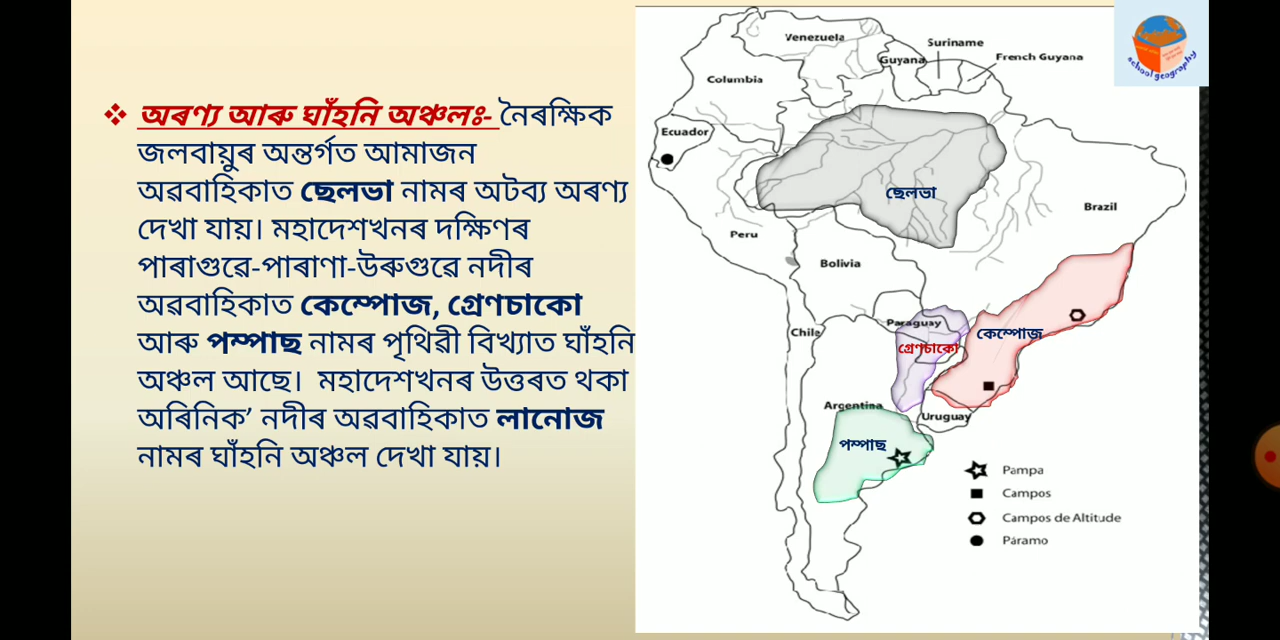 ❖ অৰণ্য আৰু ঘাঁহনি অঞ্চলঃ- নৈৰক্ষিক
জলবায়ুৰ অন্তৰ্গত আমাজন
অৱবাহিকাত ছেলভা নামৰ অটব্য অৰণ্য
দেখা যায়। মহাদেশখনৰ দক্ষিণৰ
পাৰাগুৱে-পাৰাণা-উৰুগুৱে নদীৰ
অৱবাহিকাত কেম্পোজ, গ্ৰেণচাকো
আৰু পম্পাছ নামৰ পৃথিৱী বিখ্যাত ঘাঁহনি
অঞ্চল আছে। মহাদেশখনৰ উত্তৰত থকা
অৰিনিক’ নদীৰ অৱবাহিকাত লানোজ
নামৰ ঘাঁহনি অঞ্চল দেখা যায়।
Venezuela
Suriname
Guyana
French Guyana
Columbia
Ecuador
ছেলভা
Brazil
Peru
Bolivia
Paraguay
Chile
কেম্পোজ
গ্ৰেণচাকো
Argentina
Uruguay
পম্পাছ
Pampa
Campos
Campos de Altitude
Páramo
school geography